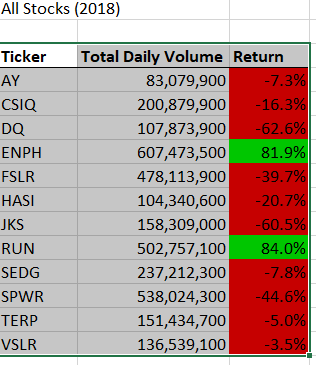 All Stocks (2018)
Ticker Total Daily Volume Return
AY 83,079,900 -7.3%
CSIQ 200,879,900 -16.3%
DQ 107,873,900 -62.6%
ENPH 607,473,500 81.9%
FSLR 478,113,900 -39.7%
HASI 104,340,600 -20.7%
JKS 158,309,000 -60.5%
RUN 502,757,100 84.0%
SEDG 237,212,300 -7.8%
SPWR 538,024,300 -44.6%
TERP 151,434,700 -5.0%
VSLR 136,539,100 -3.5%